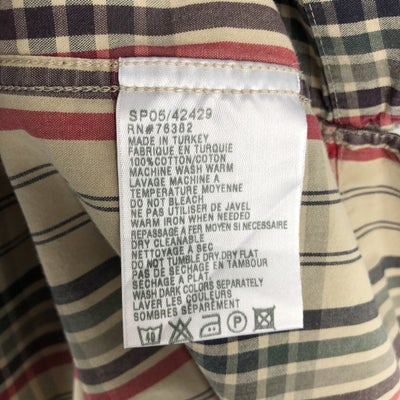 SP05/42429
RN#76382
MADE IN TURKEY
FABRIQUE EN TURQUIE
100%COTTON/COTON
MACHINE WASH WARM
LAVAGE MACHINE A
TEMPERATURE MOYENNE
DO NOT BLEACH
NE PAS UTILISER DE JAVEL
WARM IRON WHEN NEEDED
REPASSAGE A FER MOYEN SI NECESSAIRE
DRY CLEANABLE
NETTOYAGE A SEC
DO NOT TUMBLE DRY.DRY FLAT
PAS DE SECHAGE EN TAMBOUR
SECHAGE A PLAT.
WASH DARK COLORS SEPARATELY
LAVER LES COULEURS
SOMBRES SÉPARÉMENT
40 P